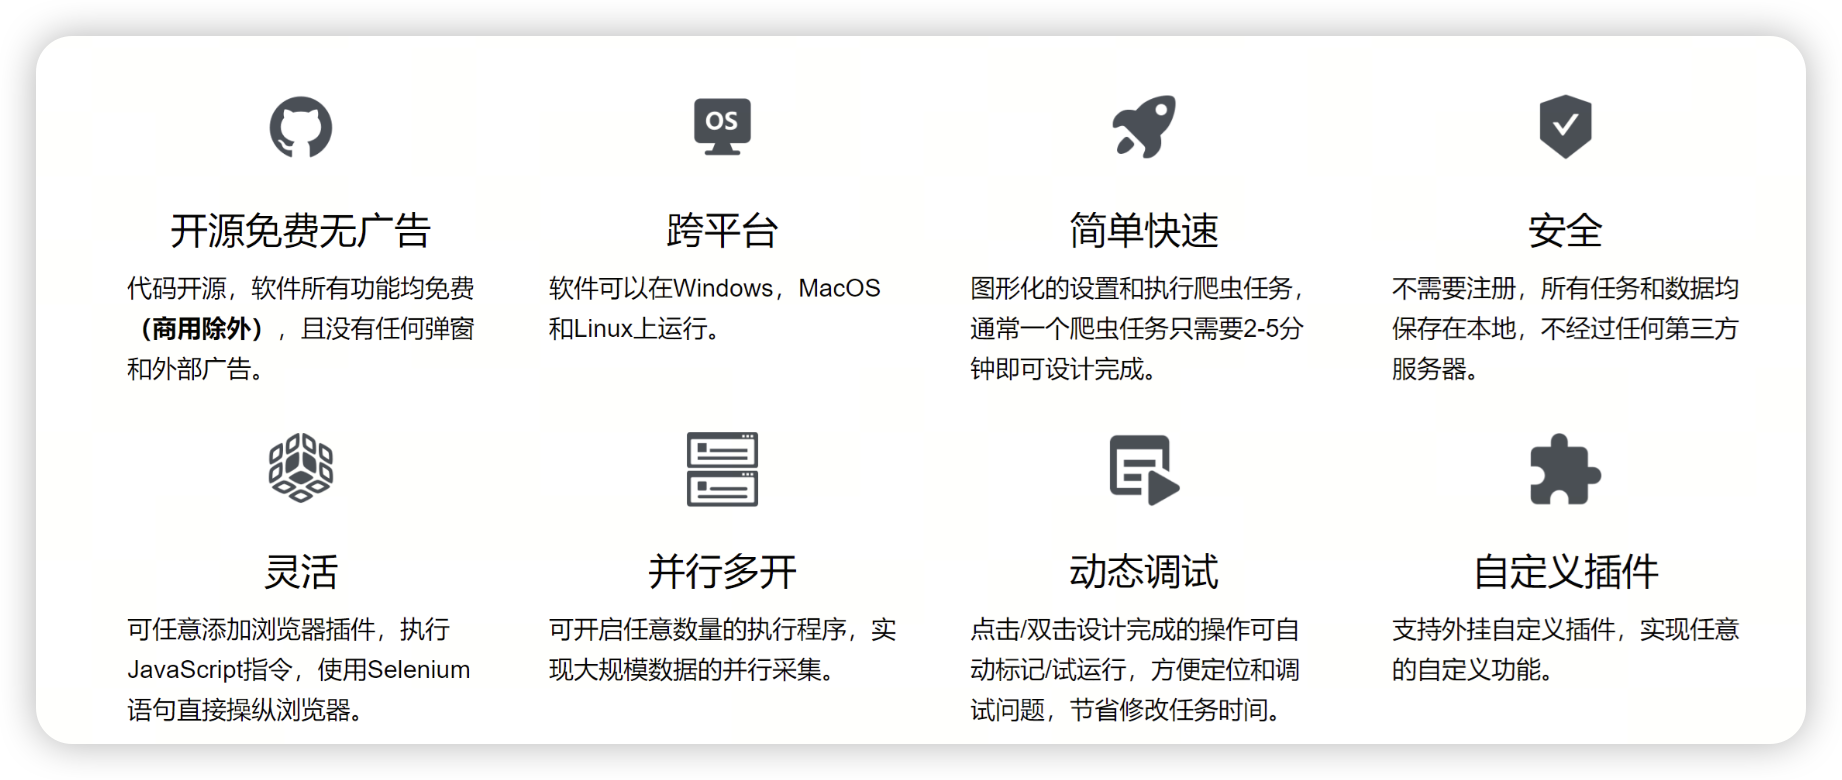 OS
开源免费无广告
代码开源，软件所有功能均免费
（商用除外），且没有任何弹窗
和外部广告。
跨平台
软件可以在Windows，MacOS
和Linux上运行。
简单快速
图形化的设置和执行爬虫任务，
通常一个爬虫任务只需要2-5分
钟即可设计完成。
安全
不需要注册，所有任务和数据均
保存在本地，不经过任何第三方
服务器。
灵活
可任意添加浏览器插件，执行
JavaScript指令，使用Selenium
语句直接操纵浏览器。
并行多开
可开启任意数量的执行程序，实
现大规模数据的并行采集。
动态调试
点击/双击设计完成的操作可自
动标记/试运行，方便定位和调
试问题，节省修改任务时间。
自定义插件
支持外挂自定义插件，实现任意
的自定义功能。